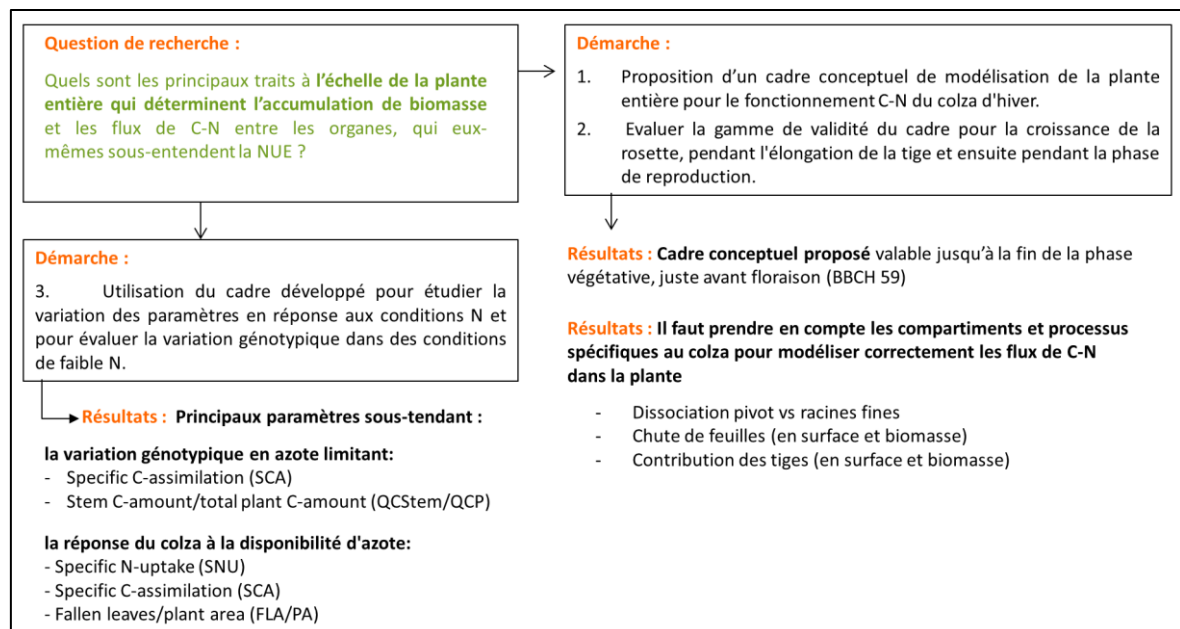 Question de recherche :
Quels sont les principaux traits à l'échelle de la plante
entière qui déterminent l'accumulation de biomasse
et les flux de C-N entre les organes, qui eux-
mêmes sous-entendent la NUE ?
Démarche :
1. Proposition d'un cadre conceptuel de modélisation de la plante
entière pour le fonctionnement C-N du colza d'hiver.
2. Evaluer la gamme de validité du cadre pour la croissance de la
rosette, pendant l'élongation de la tige et ensuite pendant la phase
de reproduction.
Démarche :
3. Utilisation du cadre développé pour étudier la
variation des paramètres en réponse aux conditions N et
pour évaluer la variation génotypique dans des conditions
de faible N.
Résultats : Cadre conceptuel proposé valable jusqu'à la fin de la phase
végétative, juste avant floraison (BBCH 59)
Résultats : Il faut prendre en compte les compartiments et processus
spécifiques au colza pour modéliser correctement les flux de C-N
dans la plante
- Dissociation pivot vs racines fines
- Chute de feuilles (en surface et biomasse)
- Contribution des tiges (en surface et biomasse)
Résultats : Principaux paramètres sous-tendant :
la variation génotypique en azote limitant:
- Specific C-assimilation (SCA)
- Stem C-amount/total plant C-amount (QCStem/QCP)
la réponse du colza à la disponibilité d'azote:
- Specific N-uptake (SNU)
- Specific C-assimilation (SCA)
- Fallen leaves/plant area (FLA/PA)